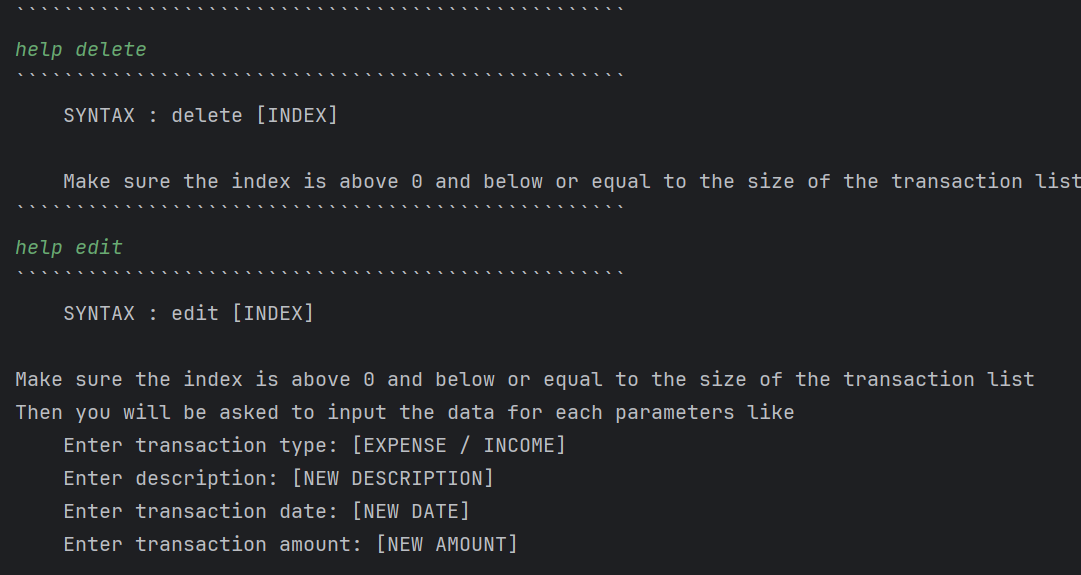 ```````````````````````````````````````````````````
help delete
```````````````````````````````````````````````````
    SYNTAX : delete [INDEX]

    Make sure the index is above 0 and below or equal to the size of the transaction list
```````````````````````````````````````````````````
help edit
```````````````````````````````````````````````````
    SYNTAX : edit [INDEX]

Make sure the index is above 0 and below or equal to the size of the transaction list
Then you will be asked to input the data for each parameters like
    Enter transaction type: [EXPENSE / INCOME]
    Enter description: [NEW DESCRIPTION]
    Enter transaction date: [NEW DATE]
    Enter transaction amount: [NEW AMOUNT]